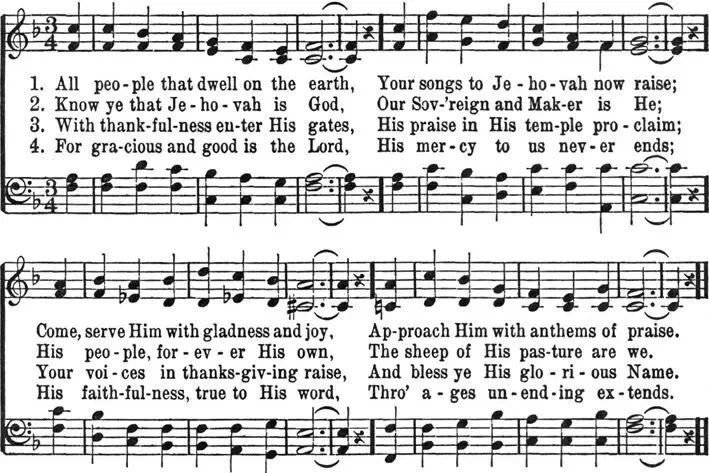 3
4
1. All peo-ple that dwell on the earth, Your songs to Je-ho-vah now raise;
2. Know ye that Je-ho-vah is God, Our Sov-'reign and Mak-er is He;
3. With thank-ful-ness en-ter His gates, His praise in His tem-ple pro-claim;
4. For gra-cious and good is the Lord, His mer-cy to us nev-er ends;
3
4
Come, serve Him with gladness and joy, Ap-proach Him with anthems of praise.
His peo-ple, for-ev-er His own, The sheep of His pas-ture are we.
Your voi-ces in thanks-giv-ing raise, And bless ye His glo-ri-ous Name.
His faith-ful-ness, true to His word, Thro' a-ges un-end-ing ex-tends.